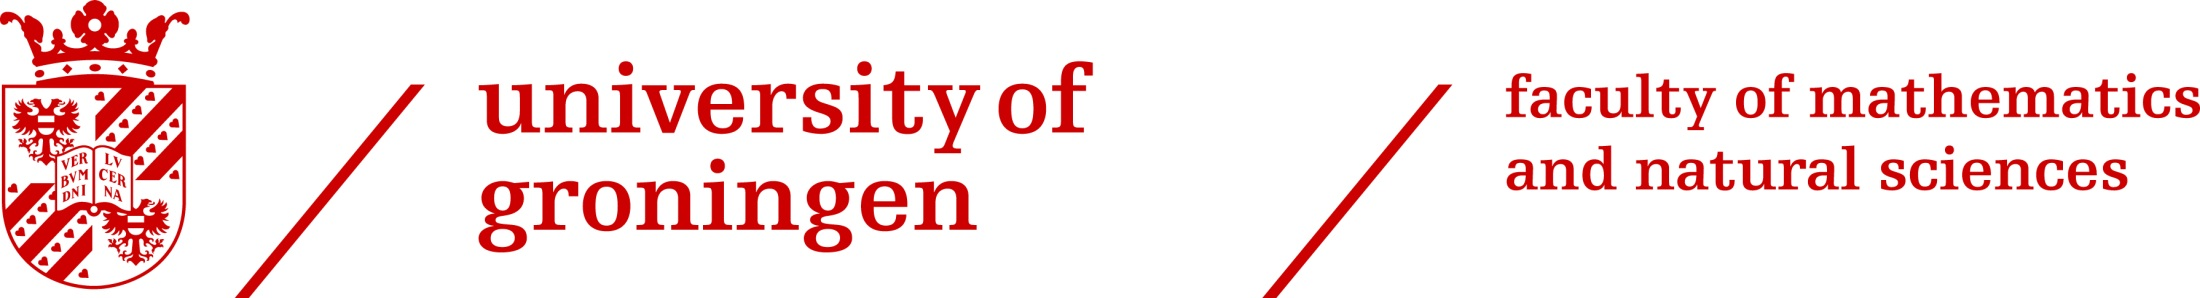 VER LV
BVM CER
DNI NA
university of
groningen
faculty of mathematics
and natural sciences